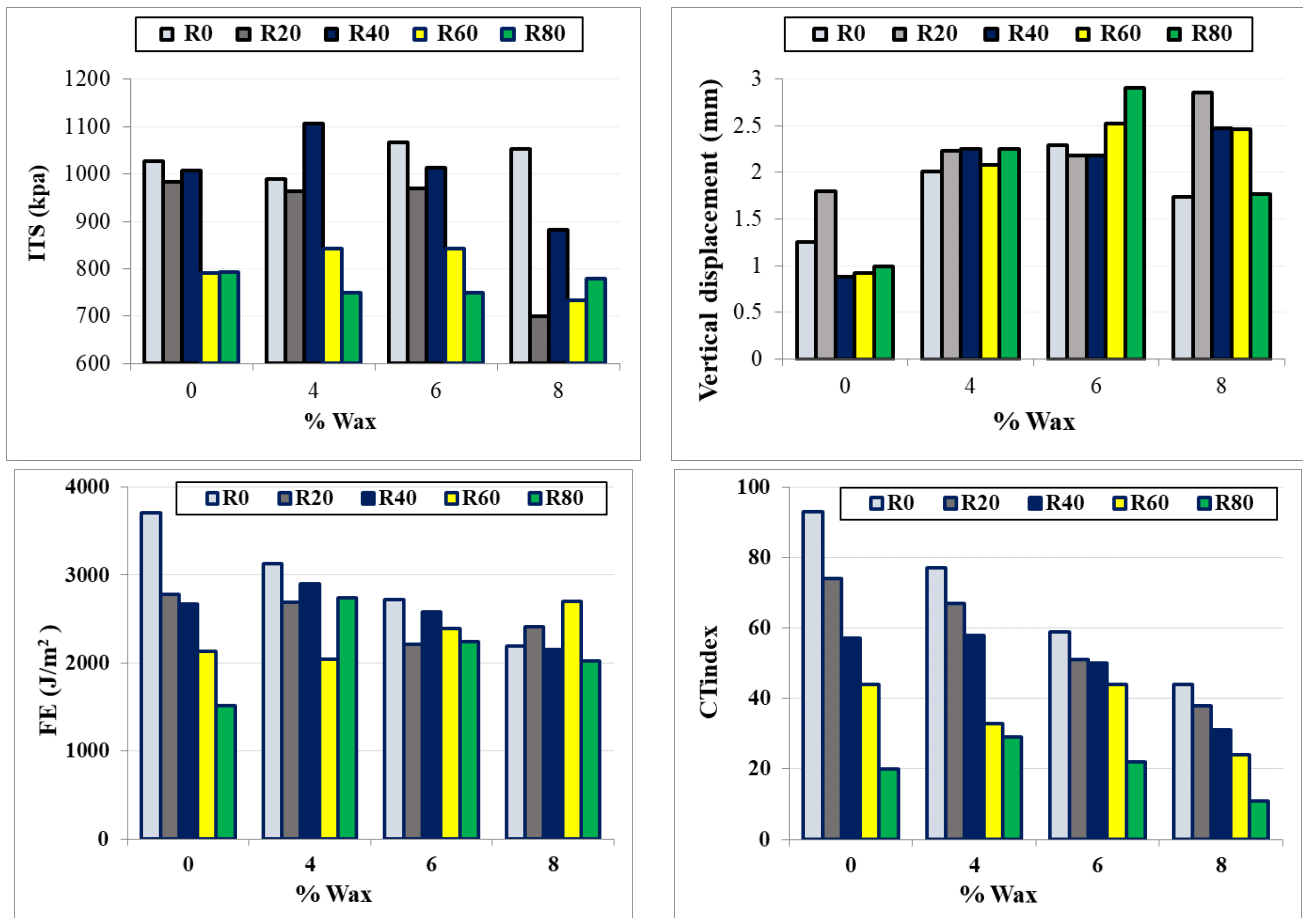 R0 R20 R40 R60 R80
1200
1100
1000
900
800
700
600
ITS (kpa)
0 4 6 8
% Wax
R0 R20 R40 R60 R80
3
2.5
2
1.5
1
0.5
0
Vertical displacement (mm)
0 4 6 8
% Wax
R0 R20 R40 R60 R80
4000
3000
2000
1000
0
FE (J/m² )
0 4 6 8
% Wax
R0 R20 R40 R60 R80
100
80
60
40
20
0
CTindex
0 4 6 8
% Wax